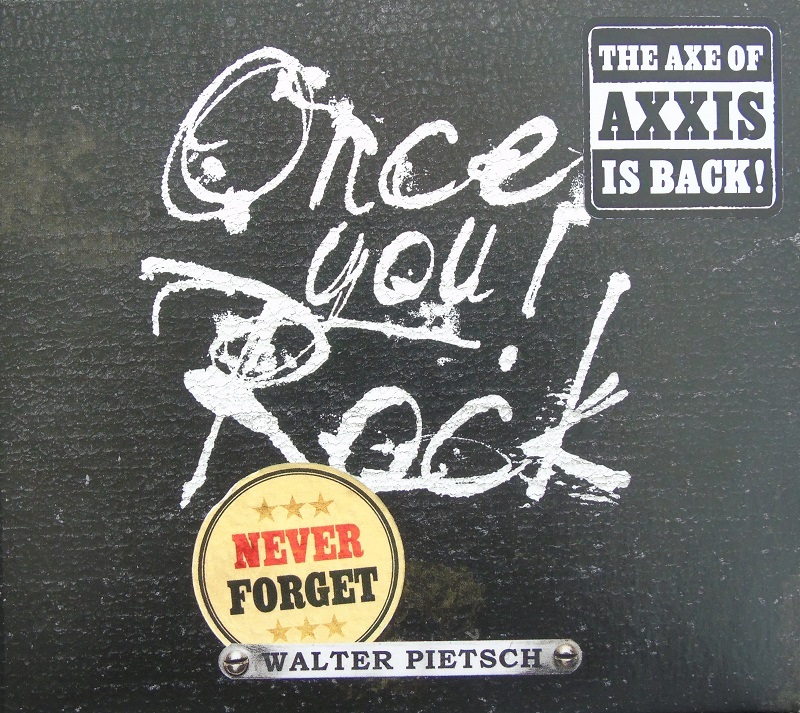 THE AXE OF
AXXIS
IS BACK!
Once
you!
Rock
NEVER
FORGET
WALTER PIETSCH